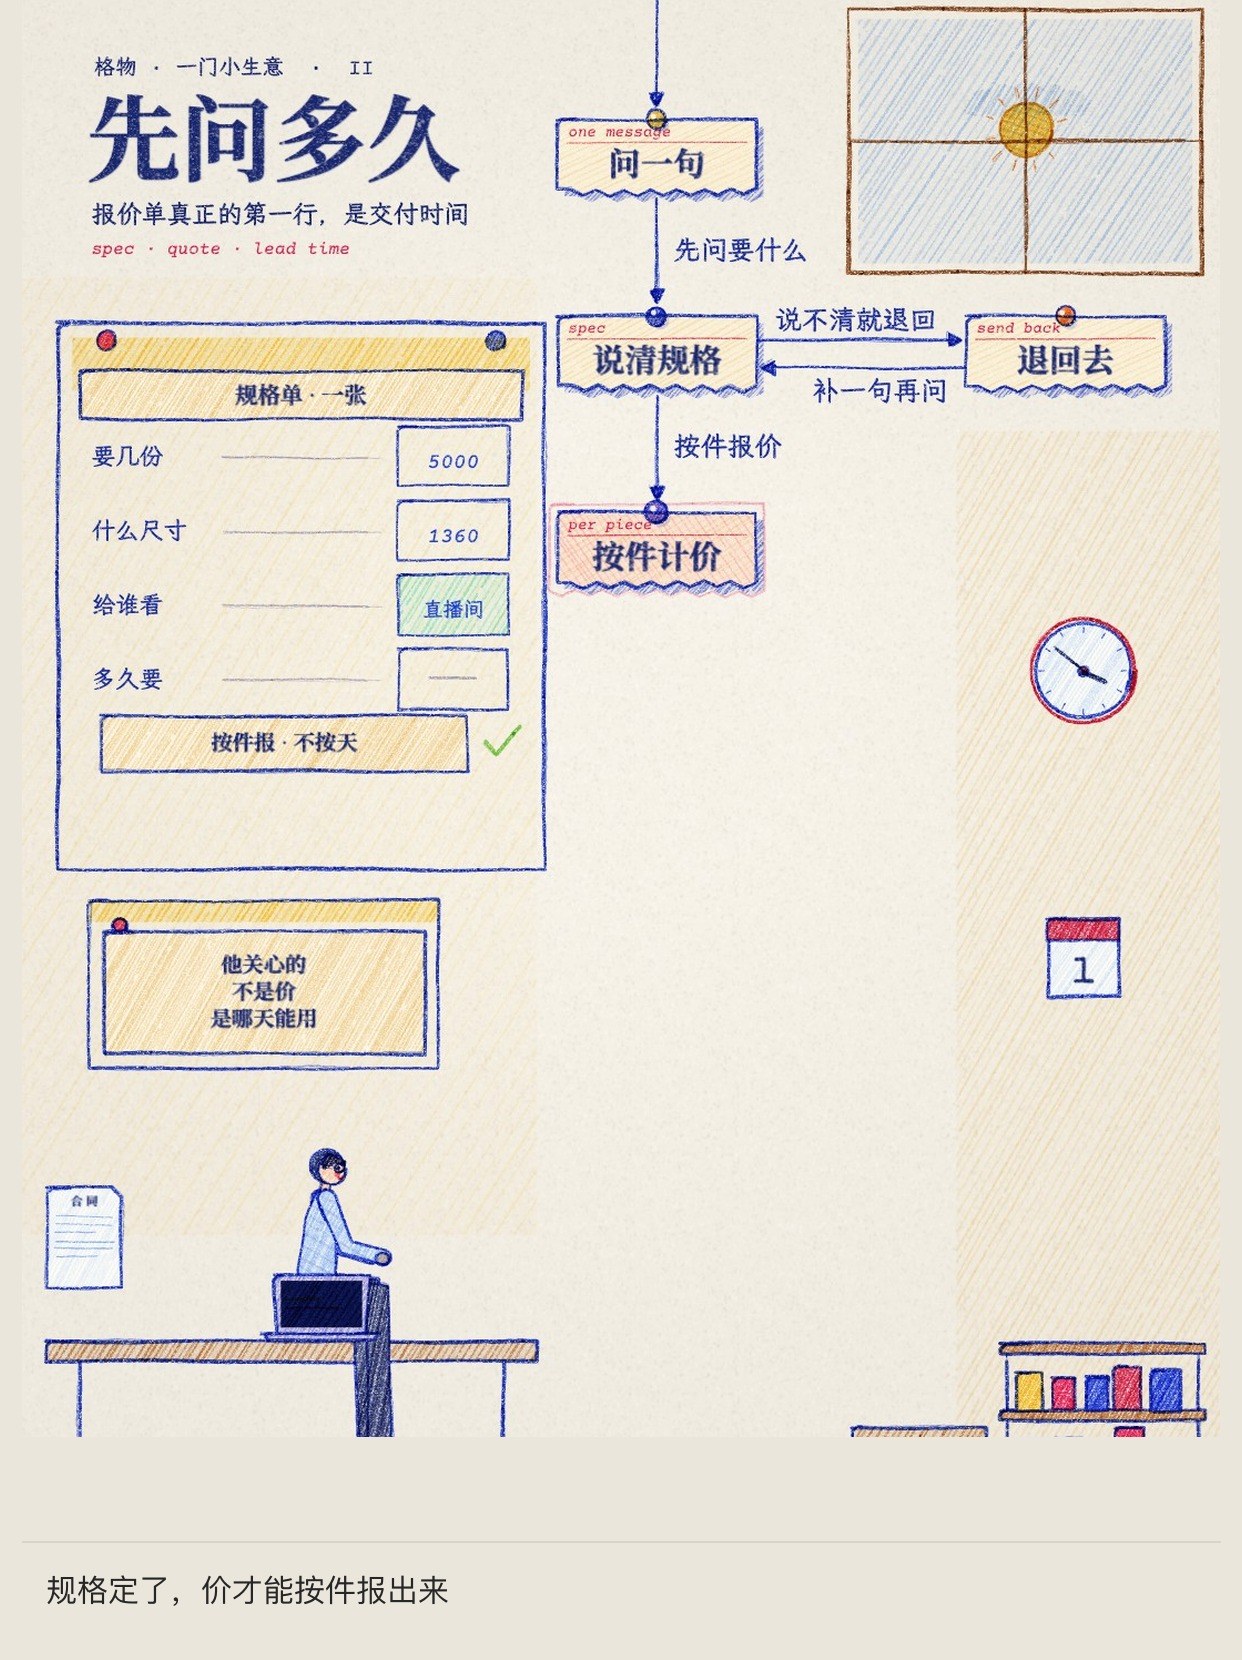 格物 · 一门小生意 · II
先问多久
报价单真正的第一行，是交付时间
spec · quote · lead time
one message
问一句
先问要什么
spec
说清规格
说不清就退回
send back
退回去
补一句再问
按件报价
per piece
按件计价
规格单 · 一张
要几份
5000
什么尺寸
1360
给谁看
直播间
多久要
按件报 · 不按天
他关心的
不是价
是哪天能用
1
合同
规格定了，价才能按件报出来